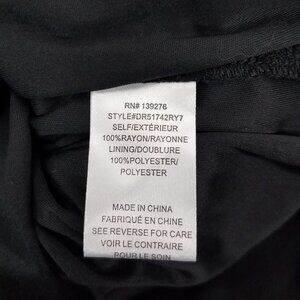 RN# 139276
STYLE#DR51742RY7
SELF/EXTÉRIEUR
100%RAYON/RAYONNE
LINING/DOUBLURE
100%POLYESTER/
POLYESTER
MADE IN CHINA
FABRIQUÉ EN CHINE
SEE REVERSE FOR CARE
VOIR LE CONTRAIRE
POUR LE SOIN